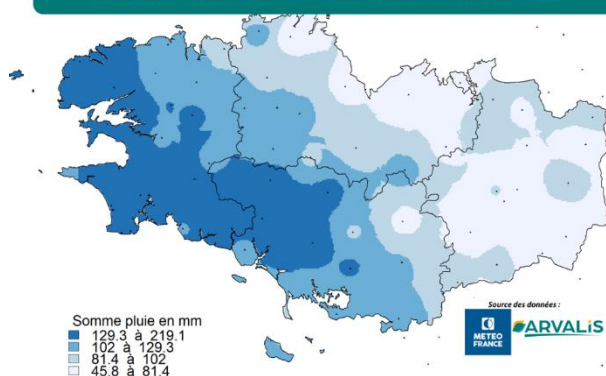 Somme pluie en mm
129.3 à 219.1
102 à 129.3
81.4 à 102
45.8 à 81.4
Source des données :
METEO
FRANCE
ARVALIS